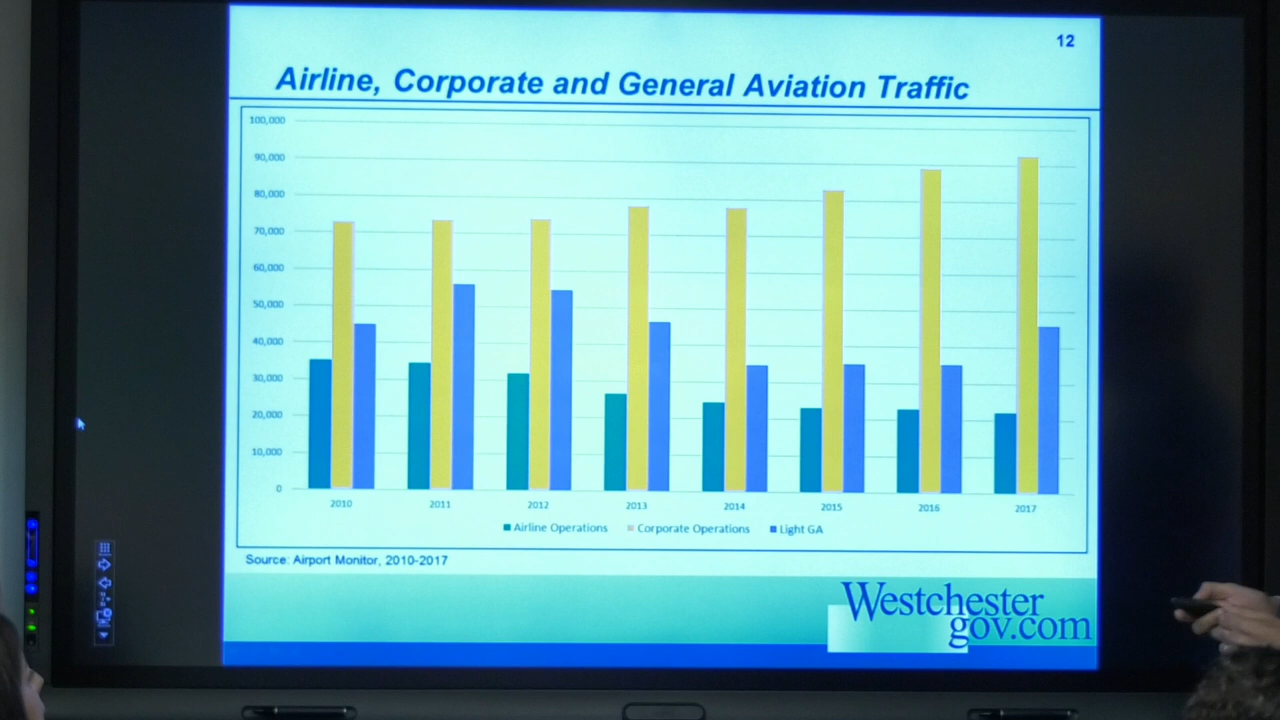 12
Airline, Corporate and General Aviation Traffic
100,000
90,000
80,000
70,000
60,000
50,000
40,000
30,000
20,000
10,000
0
2010 2011 2012 2013 2014 2015 2016 2017
Airline Operations Corporate Operations Light GA
Source: Airport Monitor, 2010-2017
Westchester
gov.com